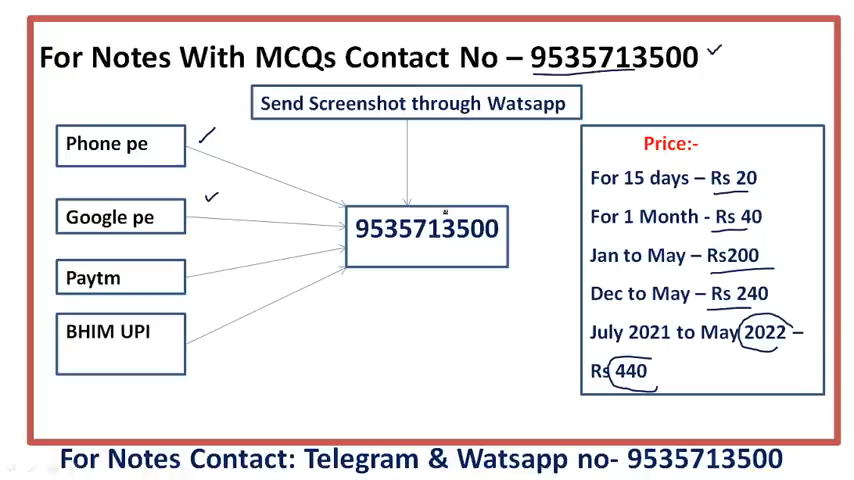 For Notes With MCQs Contact No – 9535713500
Send Screenshot through Watsapp
Phone pe
Google pe
Paytm
BHIM UPI
9535713500
Price:-
For 15 days – Rs 20
For 1 Month - Rs 40
Jan to May – Rs200
Dec to May – Rs 240
July 2021 to May 2022 –
Rs 440
For Notes Contact: Telegram & Watsapp no- 9535713500